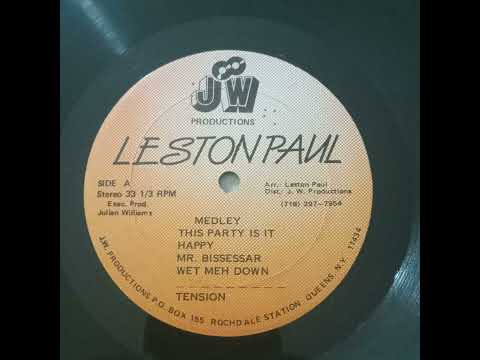 JW
PRODUCTIONS
LESTON PAUL
SIDE A
Stereo 33 1/3 RPM
Exec. Prod.
Julian Williams
Arr.: Leston Paul
Dist.: J. W. Productions
(718) 297-7954
MEDLEY
THIS PARTY IS IT
HAPPY
MR. BISSESSAR
WET MEH DOWN
TENSION
J.W. PRODUCTIONS P.O. BOX 155 ROCHDALE STATION QUEENS, N.Y. 11434